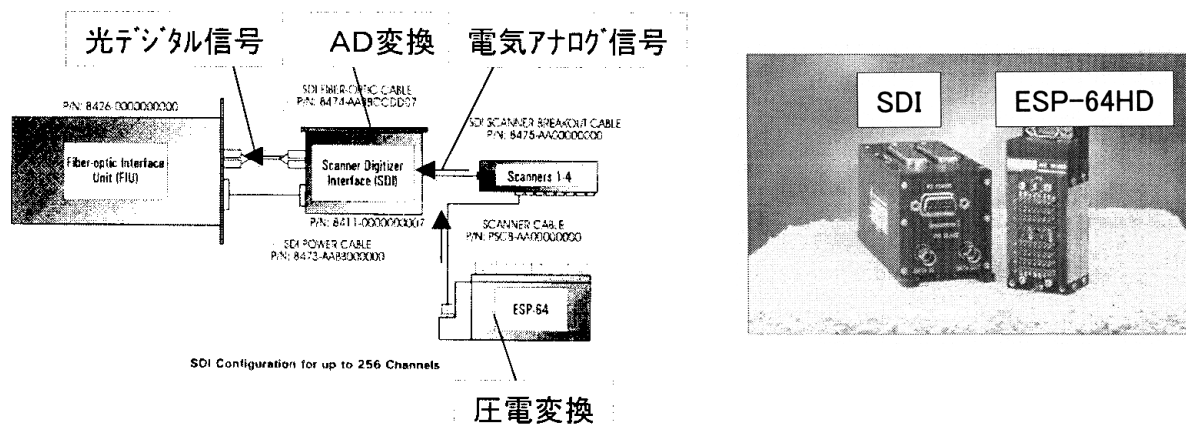 光デジタル信号
AD変換
電気アナログ信号
SDI FIBER-OPTIC CABLE
P/N: 8426-0000000000
SDI SCANNER BREAKOUT CABLE
P/N: 8475-AA00000000
Fiber-optic Interface
Unit (FIU)
Scanner Digitizer
Interface (SDI)
Scanners 1-4
P/N: 8411-0000000007
SCANNER CABLE
SDI POWER CABLE
P/N: 8473-AABB000000
ESP-64
SDI Configuration for up to 256 Channels
圧電変換
SDI
ESP-64HD